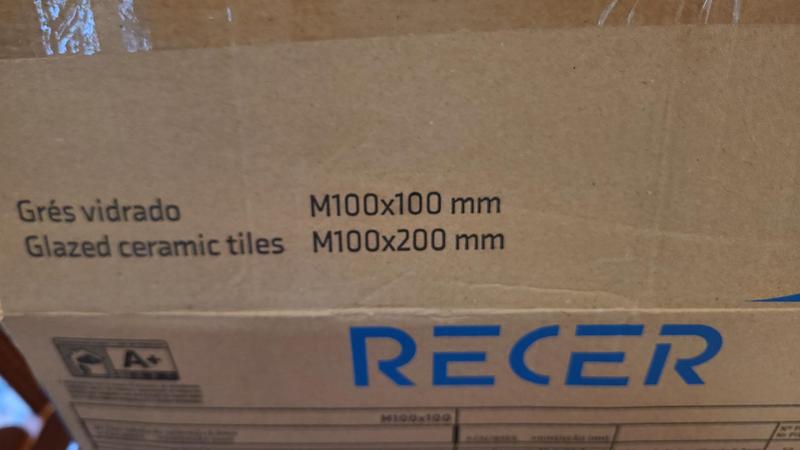 Grés vidrado M100x100 mm
Glazed ceramic tiles M100x200 mm
A+
RECER
M100x100